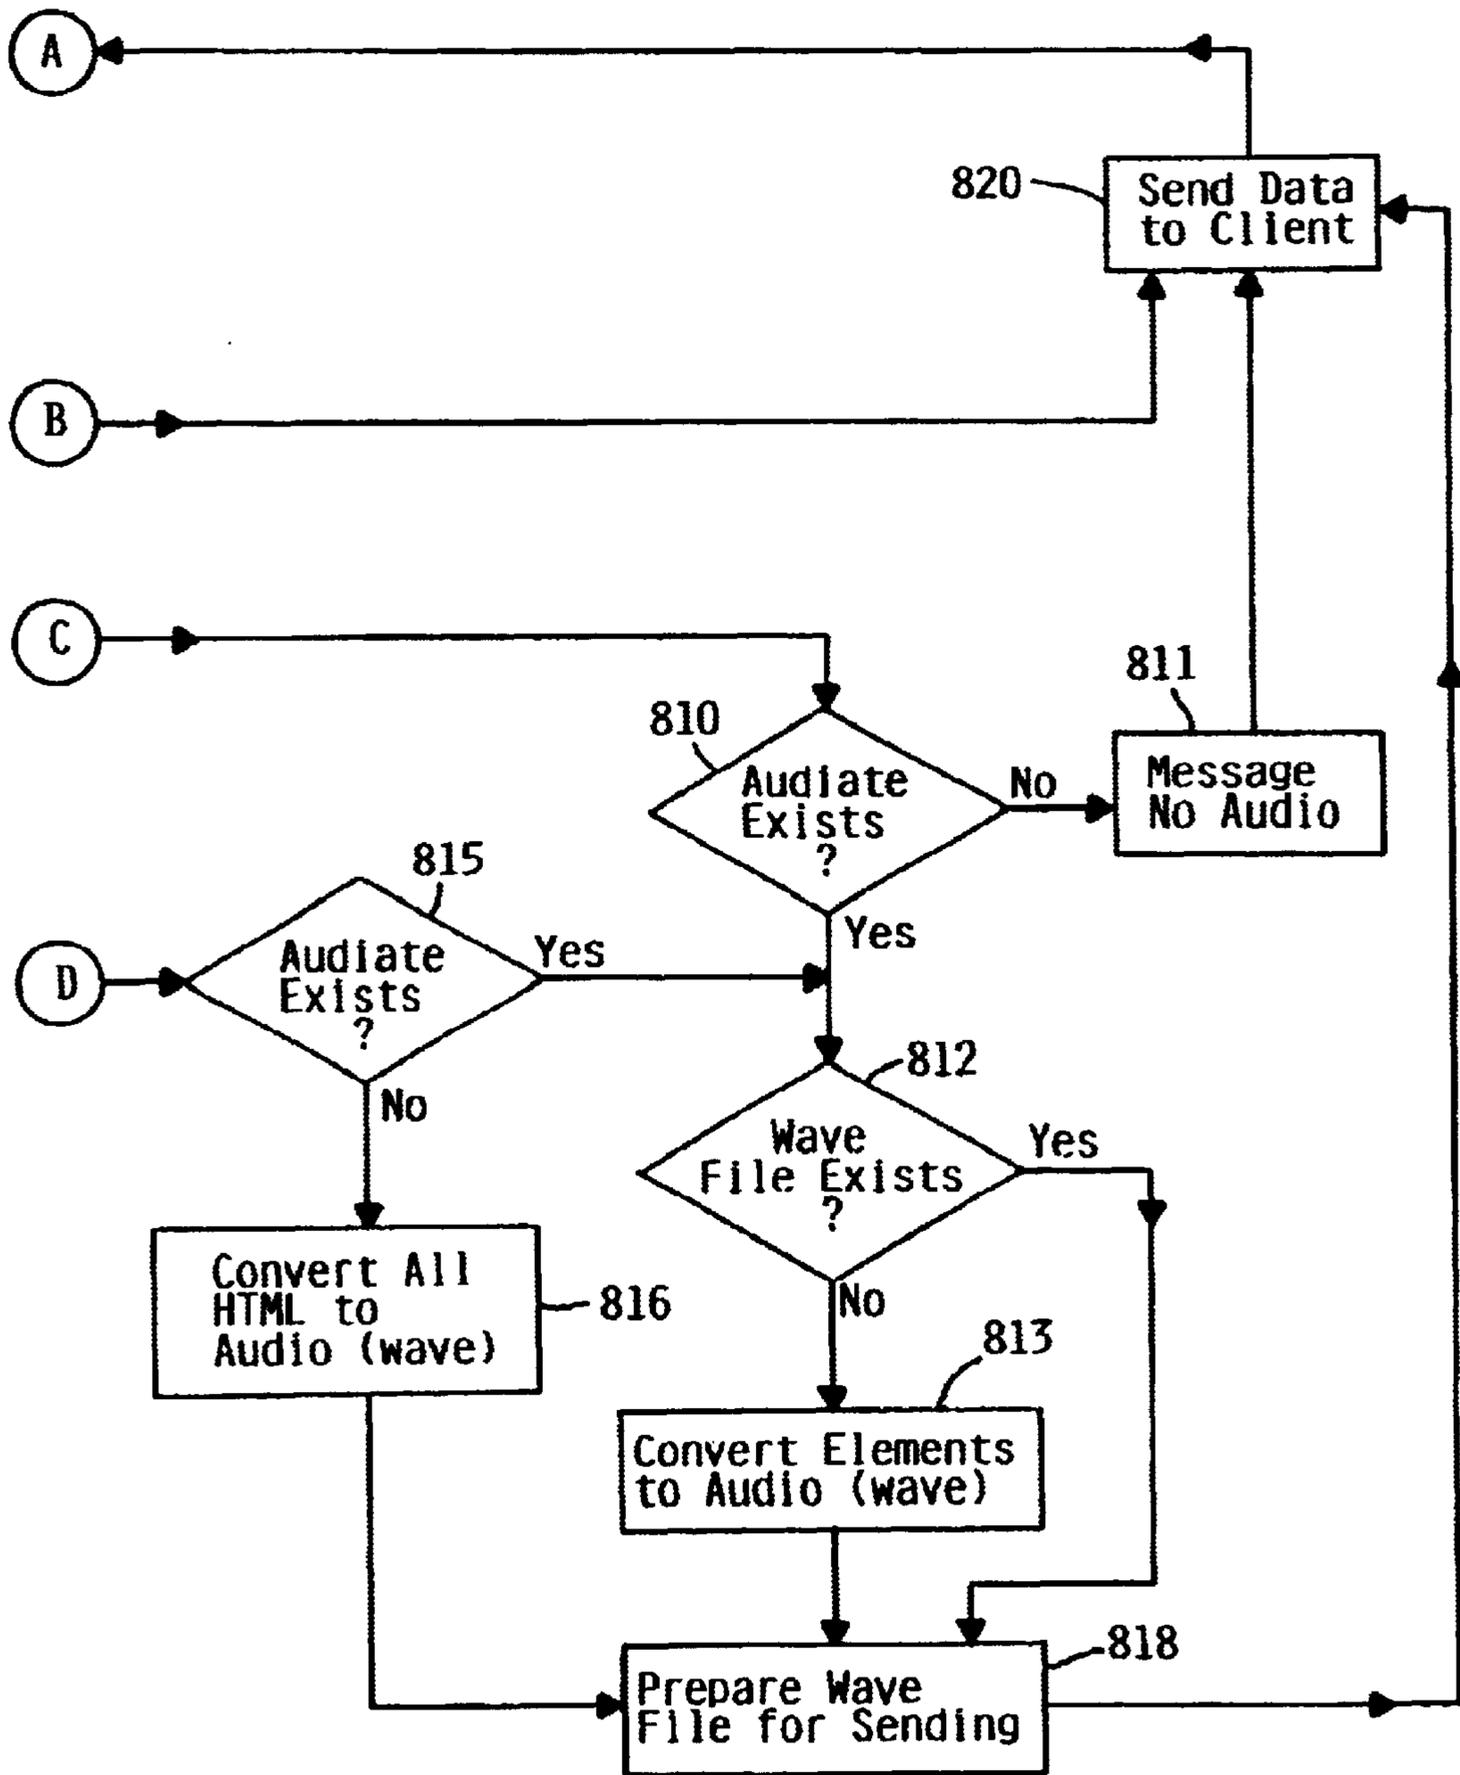 A
820
Send Data
to Client
B
C
811
810
Message
No Audio
Audiate
Exists
?
No
Yes
815
D
Audiate
Exists
?
Yes
No
812
Wave
File Exists
?
Yes
No
Convert All
HTML to
Audio (wave)
816
813
Convert Elements
to Audio (wave)
818
Prepare Wave
File for Sending